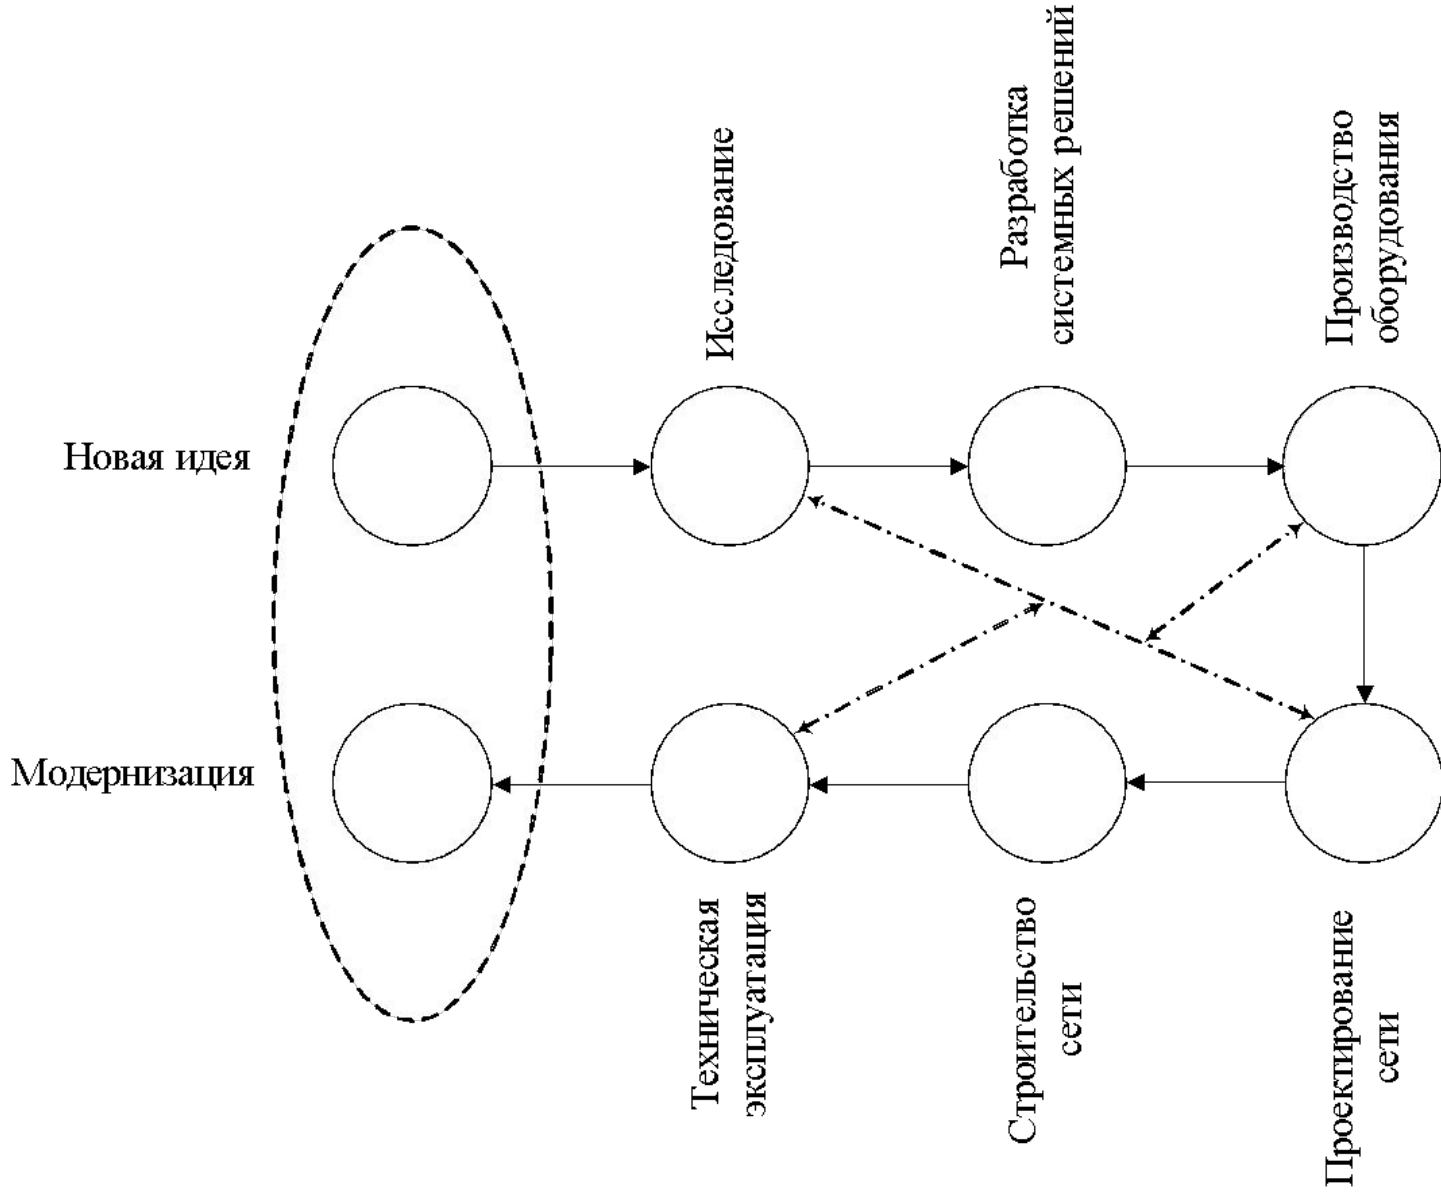 Новая идея
Исследование
Разработка
системных решений
Производство
оборудования
Модернизация
Техническая
эксплуатация
Строительство
сети
Проектирование
сети